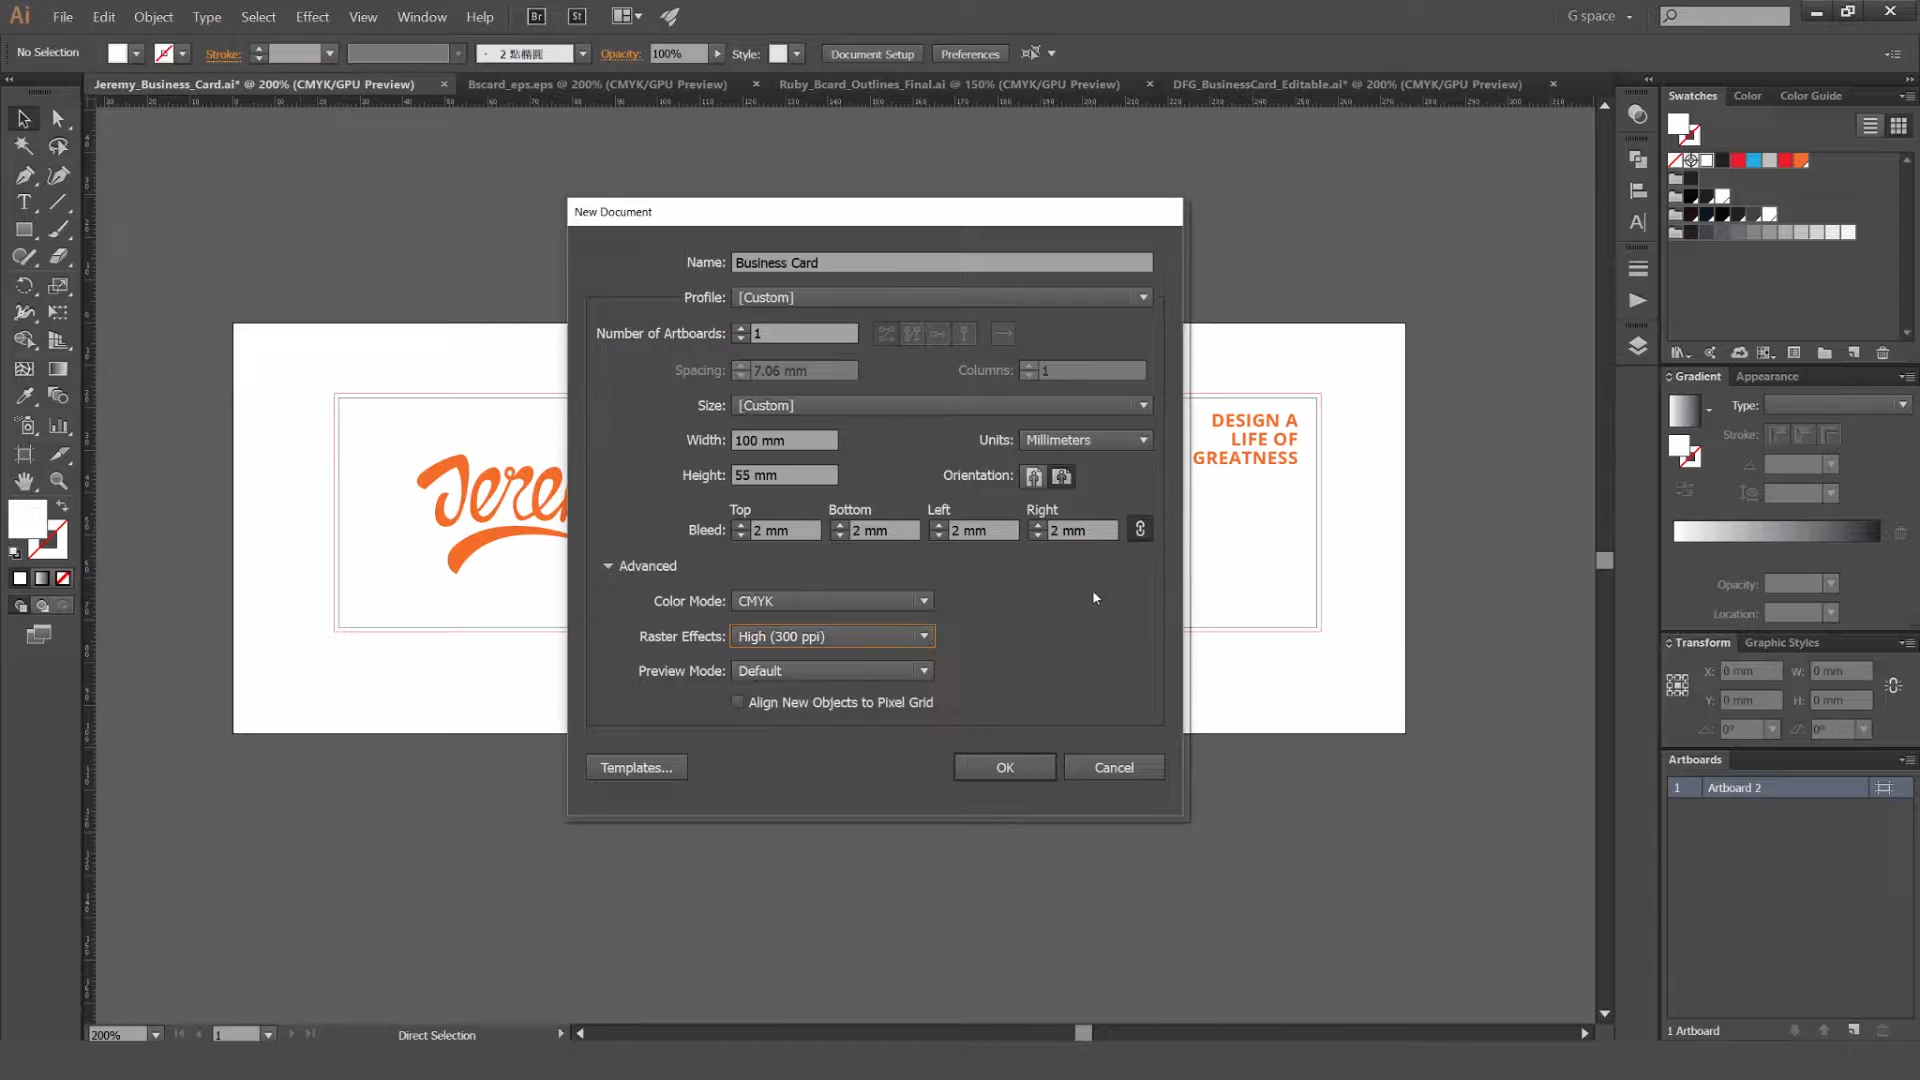 Ai File Edit Object Type Select Effect View Window Help Br St G space
No Selection Stroke: 2 點橢圓 Opacity: 100% Style: Document Setup Preferences
Jeremy_Business_Card.ai* @ 200% (CMYK/GPU Preview) Bscard_eps.eps @ 200% (CMYK/GPU Preview) Ruby_Bcard_Outlines_Final.ai @ 150% (CMYK/GPU Preview) DFG_BusinessCard_Editable.ai* @ 200% (CMYK/GPU Preview)
Swatches Color Color Guide
New Document
Name: Business Card
Profile: [Custom]
Number of Artboards: 1
Spacing: 7.06 mm Columns: 1
Size: [Custom]
Width: 100 mm Units: Millimeters
Height: 55 mm Orientation:
Top Bottom Left Right
Bleed: 2 mm 2 mm 2 mm 2 mm
Advanced
Color Mode: CMYK
Raster Effects: High (300 ppi)
Preview Mode: Default
Align New Objects to Pixel Grid
Templates... OK Cancel
Jere
DESIGN A
LIFE OF
GREATNESS
Gradient Appearance
Type:
Stroke:
Opacity:
Location:
Transform Graphic Styles
X: 0 mm W: 0 mm
Y: 0 mm H: 0 mm
0° 0°
Artboards
1 Artboard 2
1 Artboard
200% 1 Direct Selection